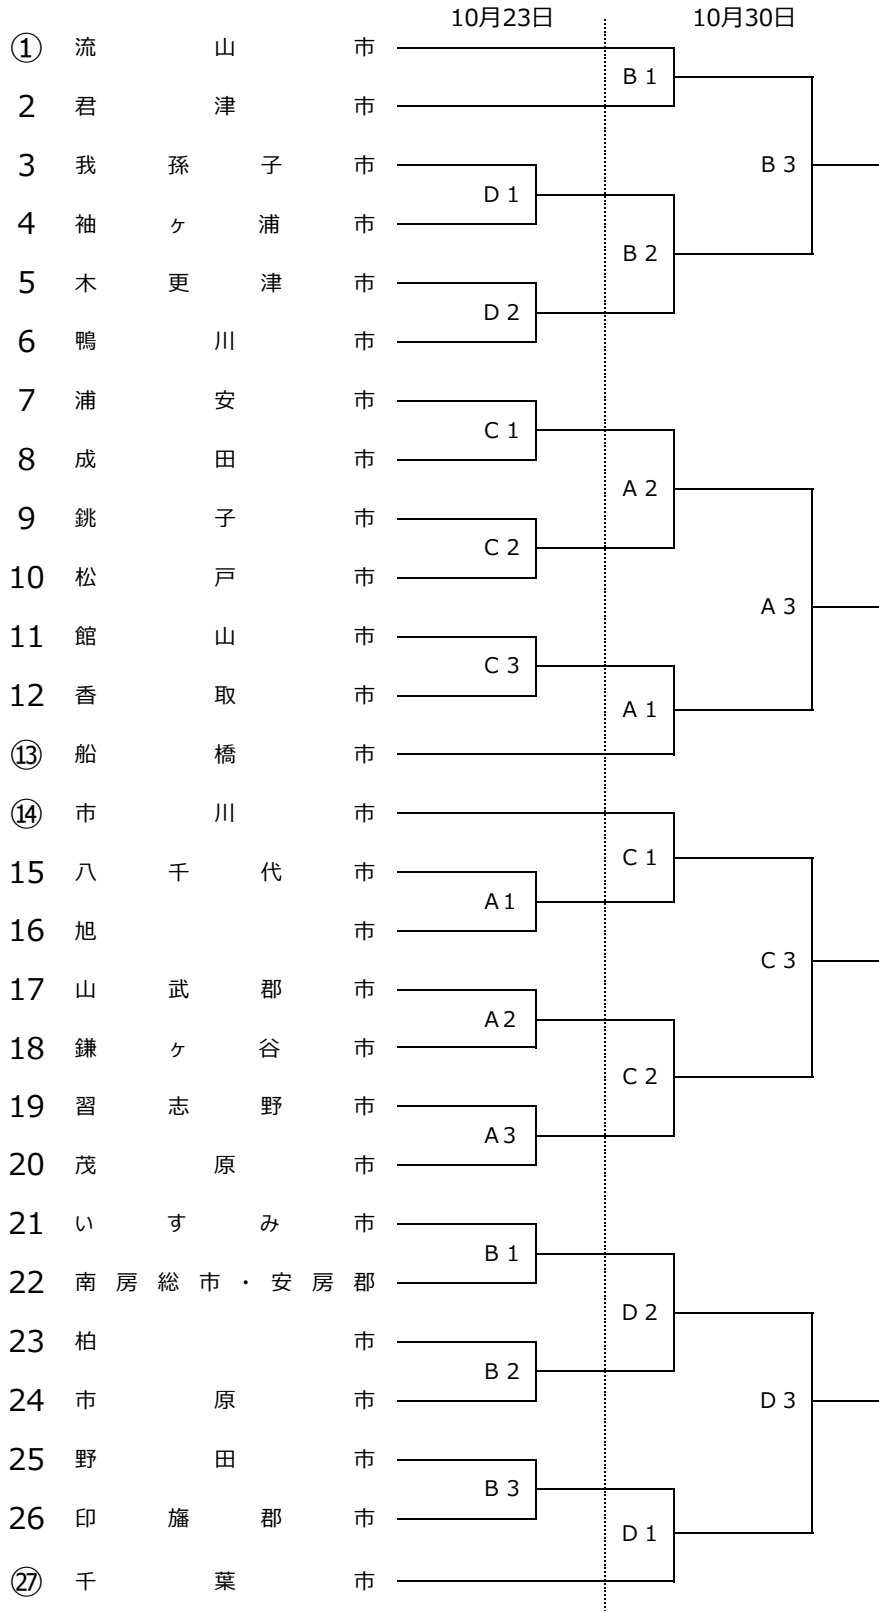 10月23日 10月30日
① 流山市
B 1
2 君津市
3 我孫子市
B 3
D 1
4 袖ヶ浦市
B 2
5 木更津市
D 2
6 鴨川市
7 浦安市
C 1
8 成田市
A 2
9 銚子市
C 2
10 松戸市
A 3
11 館山市
C 3
12 香取市
A 1
⑬ 船橋市
⑭ 市川市
C 1
15 八千代市
A 1
16 旭市
C 3
17 山武郡市
A 2
18 鎌ヶ谷市
C 2
19 習志野市
A 3
20 茂原市
21 いすみ市
B 1
22 南房総市・安房郡
D 2
23 柏市
B 2
24 市原市
D 3
25 野田市
B 3
26 印旛郡市
D 1
㉗ 千葉市